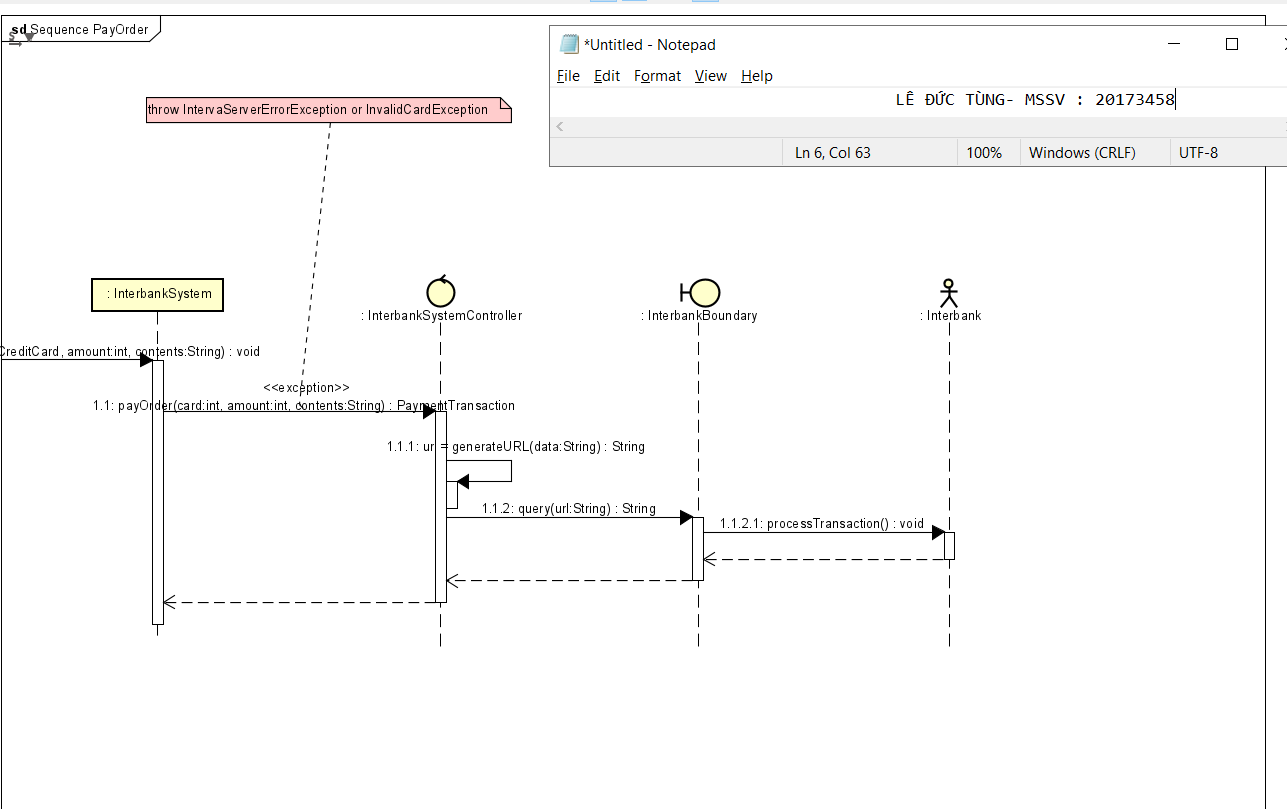 sd Sequence PayOrder
*Untitled - Notepad
File Edit Format View Help
LÊ ĐỨC TÙNG- MSSV : 20173458
Ln 6, Col 63 100% Windows (CRLF) UTF-8
throw IntervaServerErrorException or InvalidCardException
: InterbankSystem
: InterbankSystemController
: InterbankBoundary
: Interbank
CreditCard, amount:int, contents:String) : void
<<exception>>
1.1: payOrder(card:int, amount:int, contents:String) : PaymentTransaction
1.1.1: url = generateURL(data:String) : String
1.1.2: query(url:String) : String
1.1.2.1: processTransaction() : void